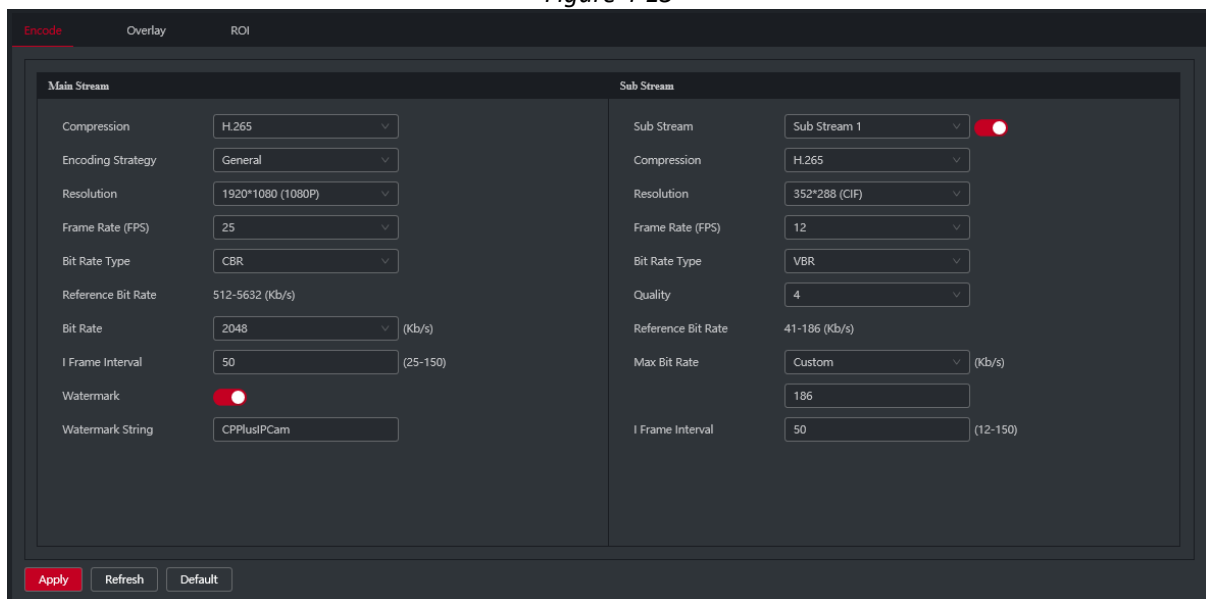 Encode Overlay ROI
Main Stream
Compression H.265
Encoding Strategy General
Resolution 1920*1080 (1080P)
Frame Rate (FPS) 25
Bit Rate Type CBR
Reference Bit Rate 512-5632 (Kb/s)
Bit Rate 2048 (Kb/s)
I Frame Interval 50 (25-150)
Watermark
Watermark String CPPlusIPCam
Sub Stream
Sub Stream Sub Stream 1
Compression H.265
Resolution 352*288 (CIF)
Frame Rate (FPS) 12
Bit Rate Type VBR
Quality 4
Reference Bit Rate 41-186 (Kb/s)
Max Bit Rate Custom (Kb/s)
186
I Frame Interval 50 (12-150)
Apply Refresh Default